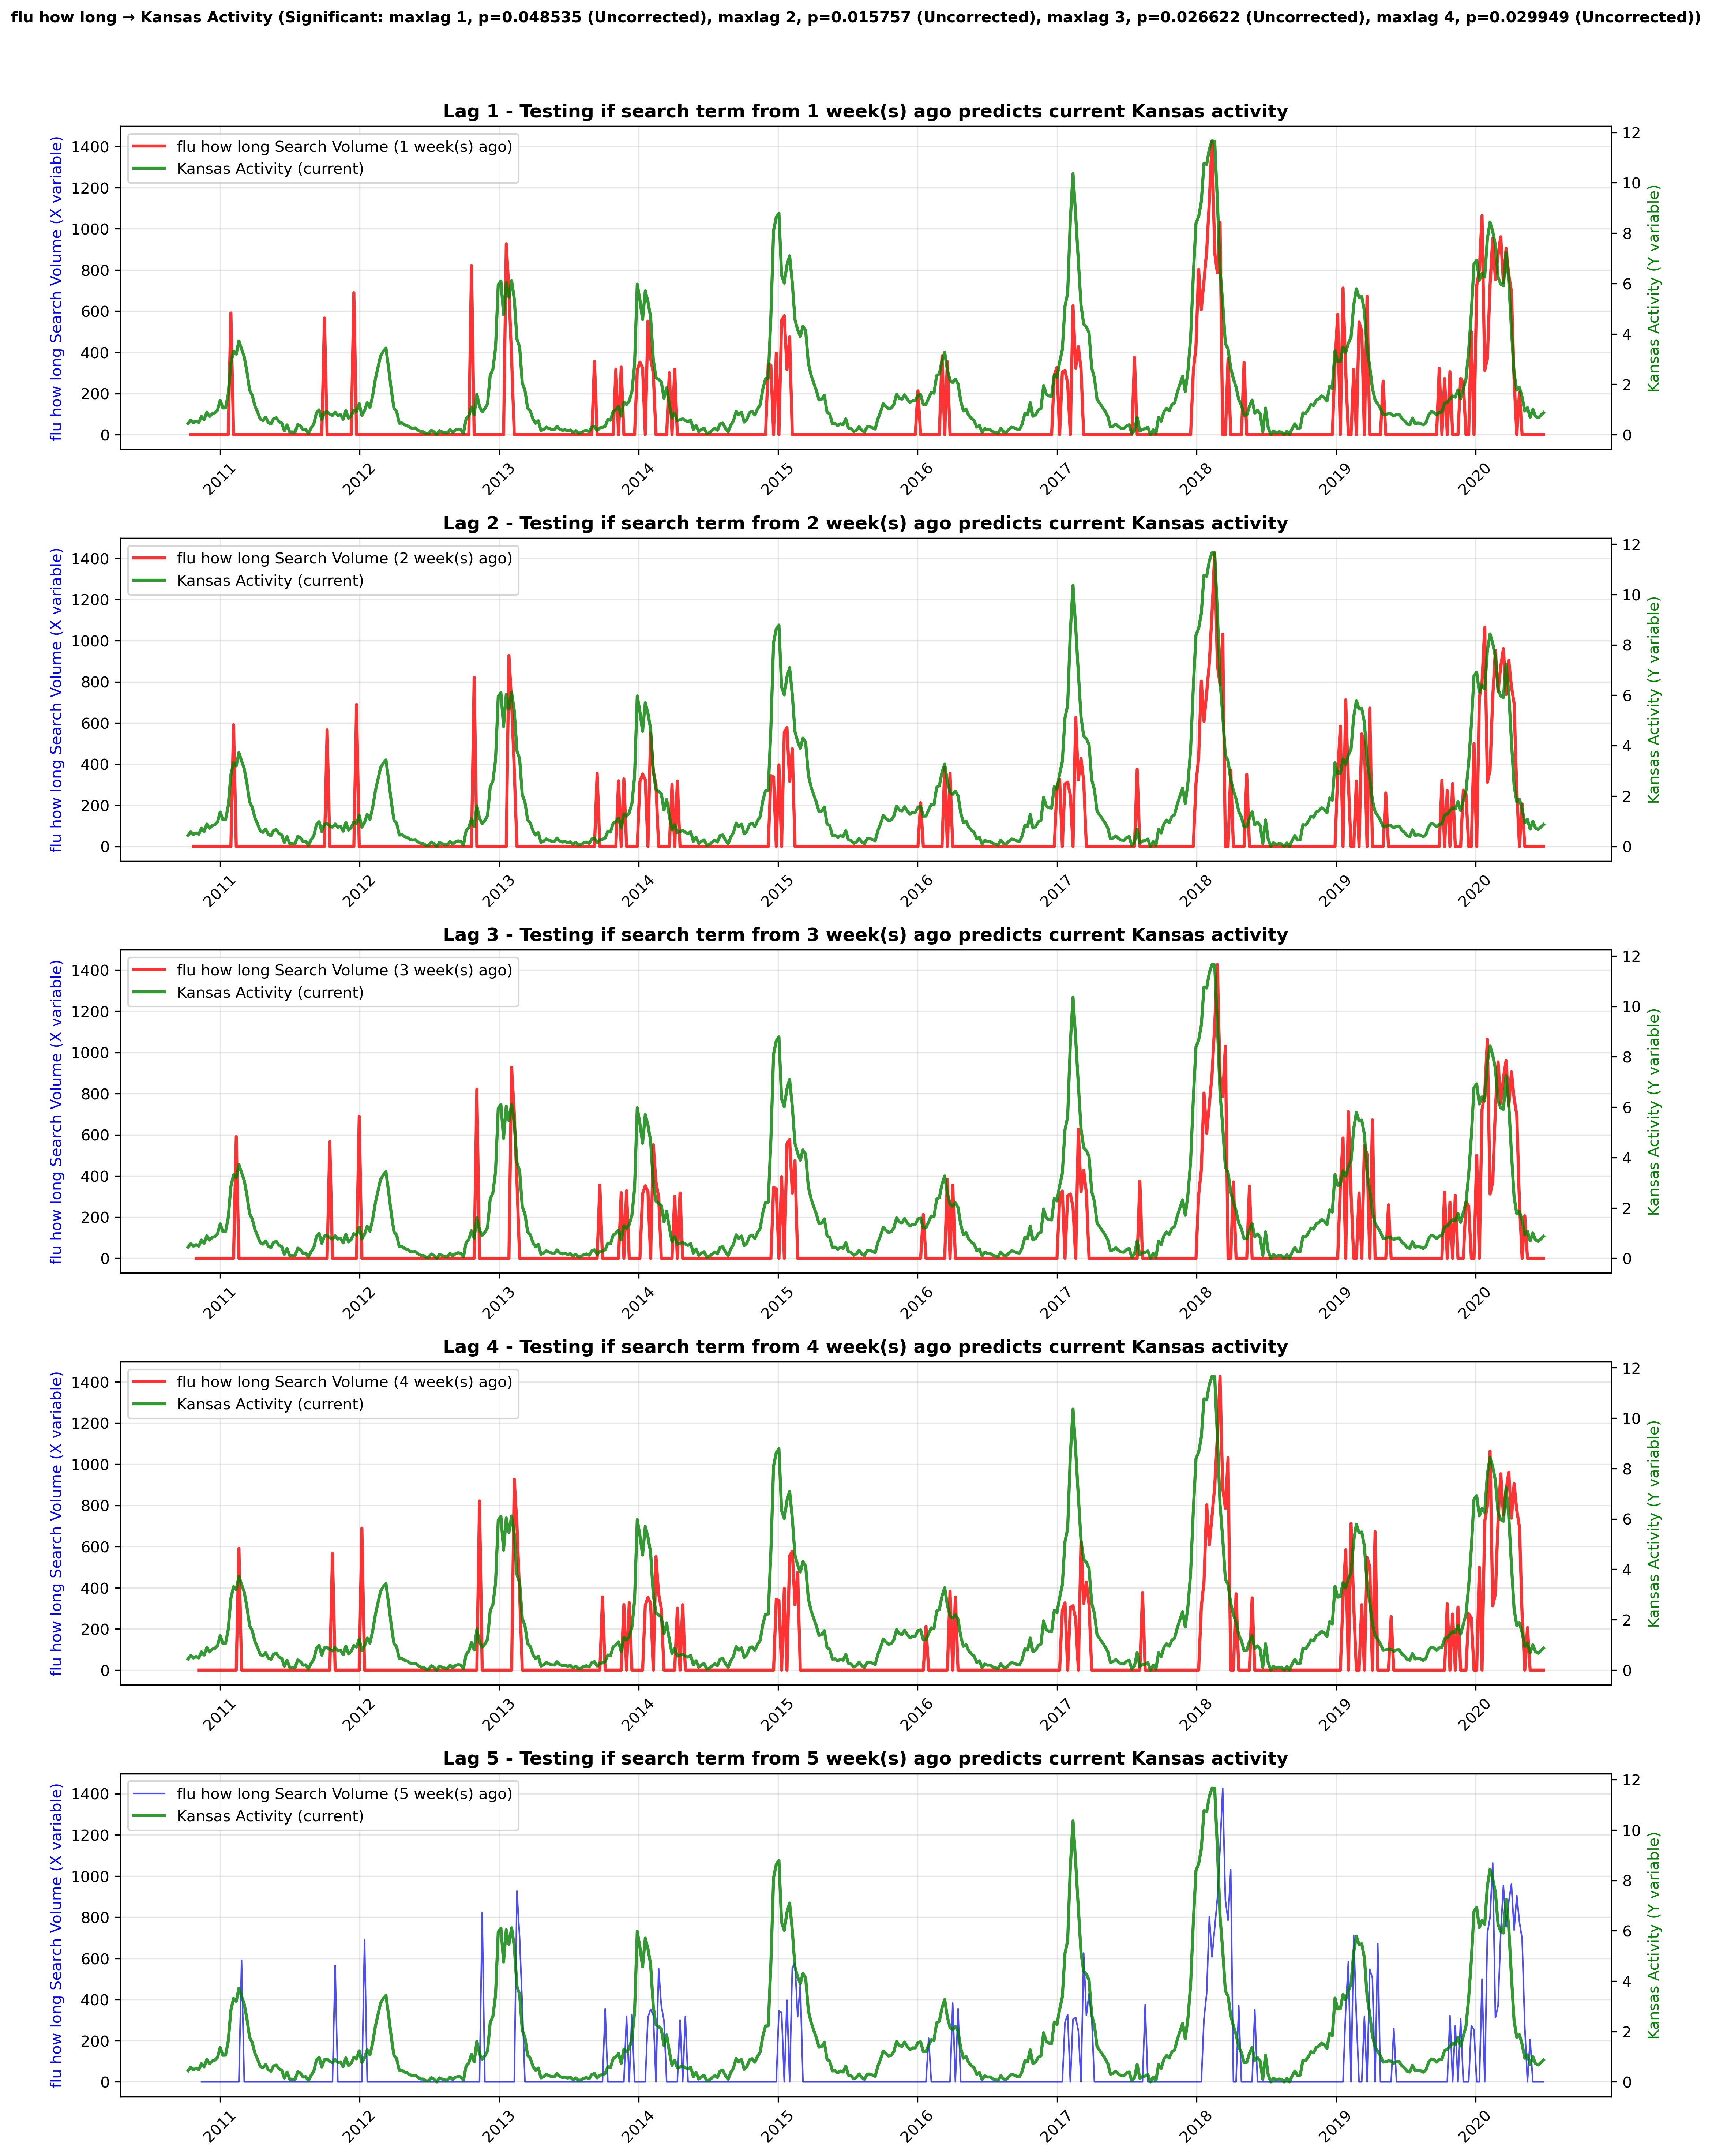 flu how long → Kansas Activity (Significant: maxlag 1, p=0.048535 (Uncorrected), maxlag 2, p=0.015757 (Uncorrected), maxlag 3, p=0.026622 (Uncorrected), maxlag 4, p=0.029949 (Uncorrected))
Lag 1 - Testing if search term from 1 week(s) ago predicts current Kansas activity
flu how long Search Volume (1 week(s) ago)
Kansas Activity (current)
flu how long Search Volume (X variable)
1400
1200
1000
800
600
400
200
0
12
10
8
6
4
2
0
Kansas Activity (Y variable)
2011 2012 2013 2014 2015 2016 2017 2018 2019 2020
Lag 2 - Testing if search term from 2 week(s) ago predicts current Kansas activity
flu how long Search Volume (2 week(s) ago)
Kansas Activity (current)
flu how long Search Volume (X variable)
1400
1200
1000
800
600
400
200
0
12
10
8
6
4
2
0
Kansas Activity (Y variable)
2011 2012 2013 2014 2015 2016 2017 2018 2019 2020
Lag 3 - Testing if search term from 3 week(s) ago predicts current Kansas activity
flu how long Search Volume (3 week(s) ago)
Kansas Activity (current)
flu how long Search Volume (X variable)
1400
1200
1000
800
600
400
200
0
12
10
8
6
4
2
0
Kansas Activity (Y variable)
2011 2012 2013 2014 2015 2016 2017 2018 2019 2020
Lag 4 - Testing if search term from 4 week(s) ago predicts current Kansas activity
flu how long Search Volume (4 week(s) ago)
Kansas Activity (current)
flu how long Search Volume (X variable)
1400
1200
1000
800
600
400
200
0
12
10
8
6
4
2
0
Kansas Activity (Y variable)
2011 2012 2013 2014 2015 2016 2017 2018 2019 2020
Lag 5 - Testing if search term from 5 week(s) ago predicts current Kansas activity
flu how long Search Volume (5 week(s) ago)
Kansas Activity (current)
flu how long Search Volume (X variable)
1400
1200
1000
800
600
400
200
0
12
10
8
6
4
2
0
Kansas Activity (Y variable)
2011 2012 2013 2014 2015 2016 2017 2018 2019 2020